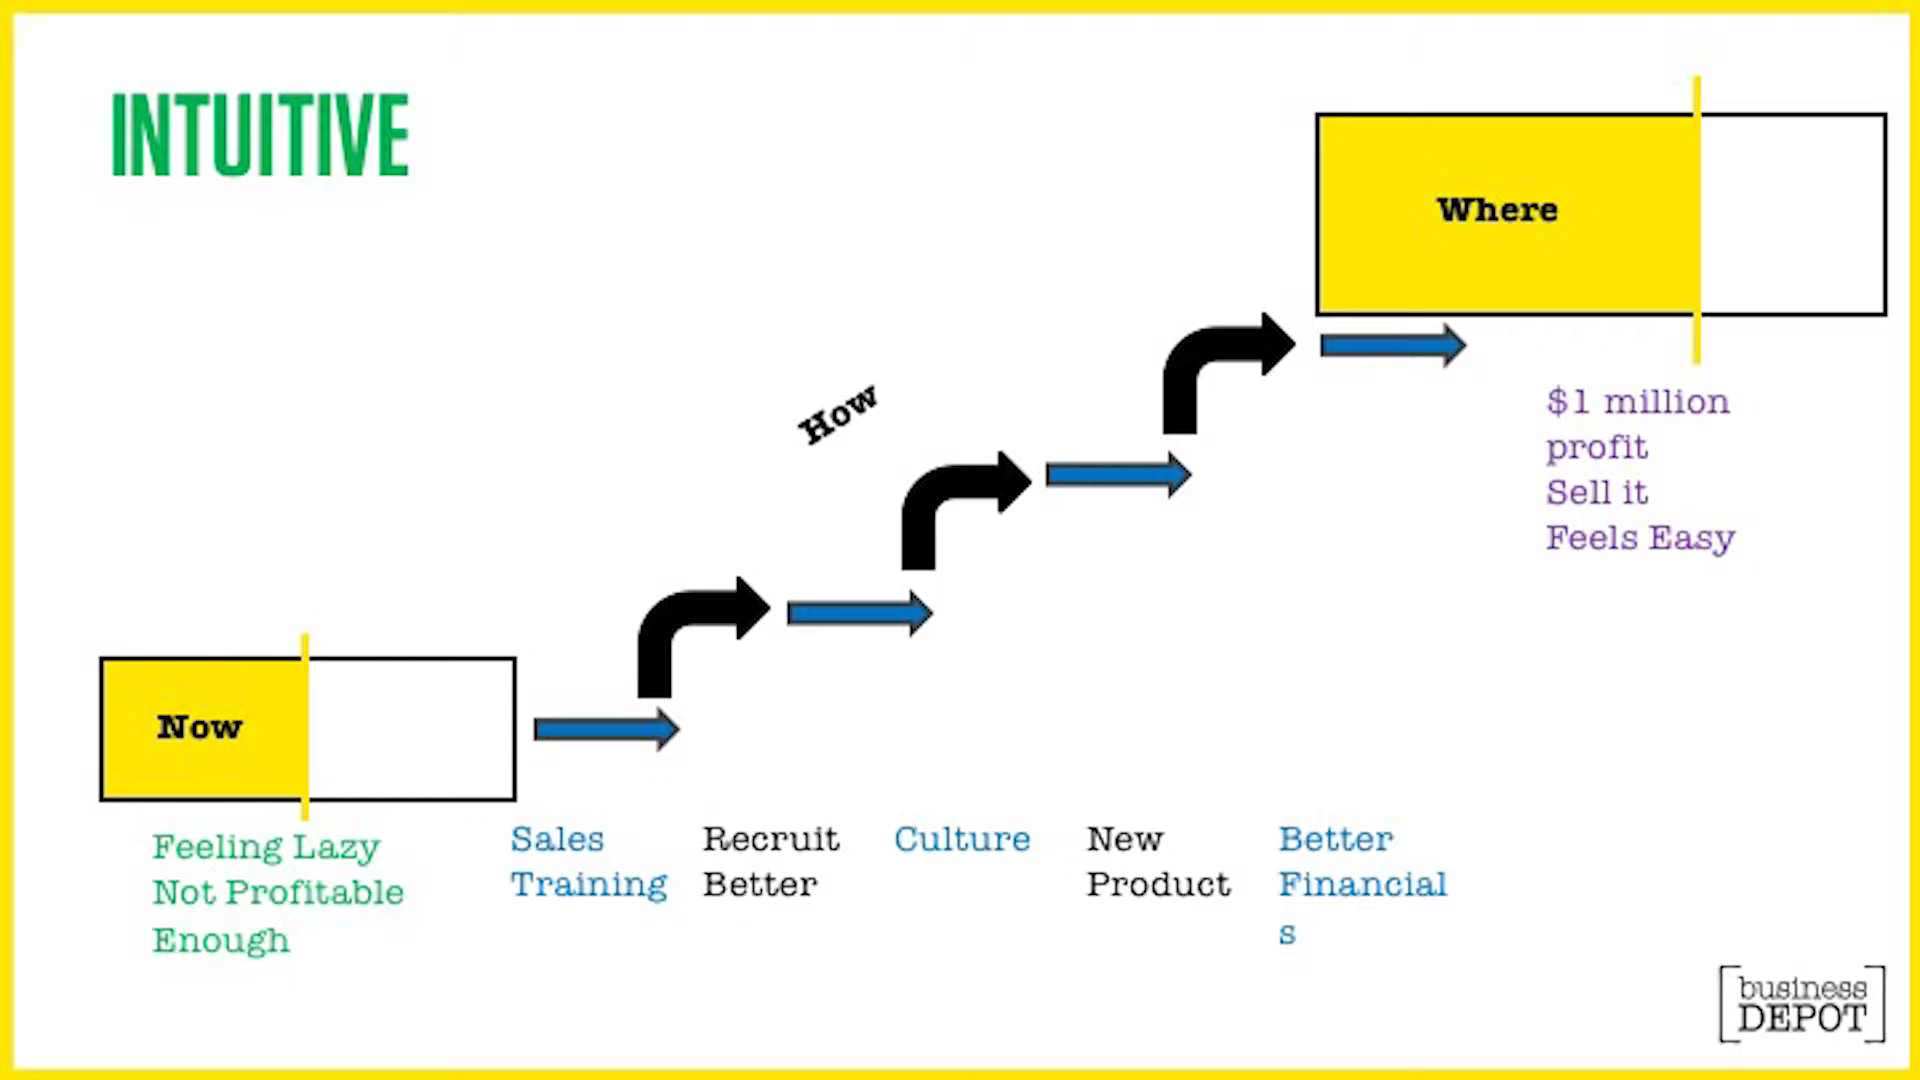 INTUITIVE
Where
How
$1 million
profit
Sell it
Feels Easy
Now
Feeling Lazy
Not Profitable
Enough
Sales
Training
Recruit
Better
Culture
New
Product
Better
Financial
s
business
DEPOT